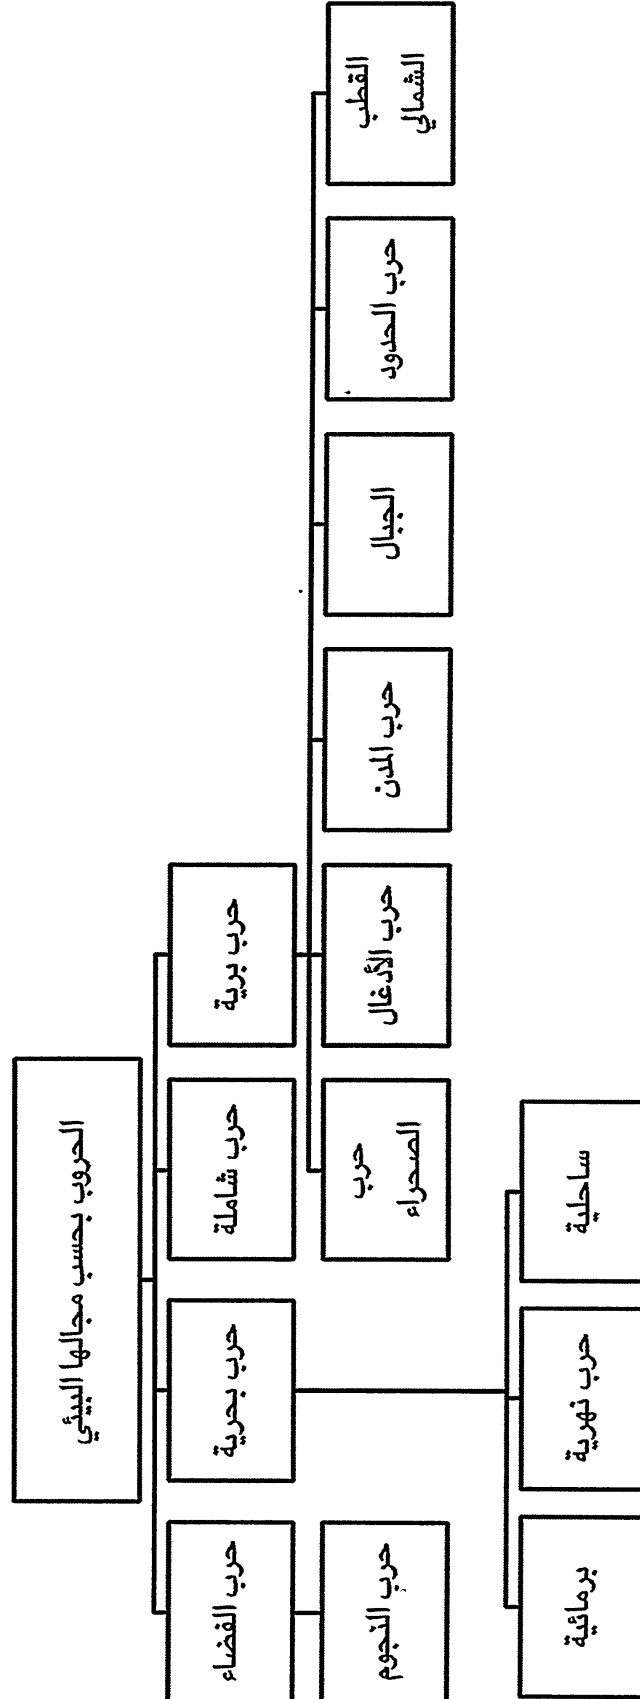 الحروب بحسب مجالها البيئي
حرب برية
حرب شاملة
حرب بحرية
حرب الفضاء
القطب
الشمالي
حرب الحدود
الجبال
حرب المدن
حرب الأدغال
حرب
الصحراء
حرب النجوم
ساحلية
حرب نهرية
برمائية